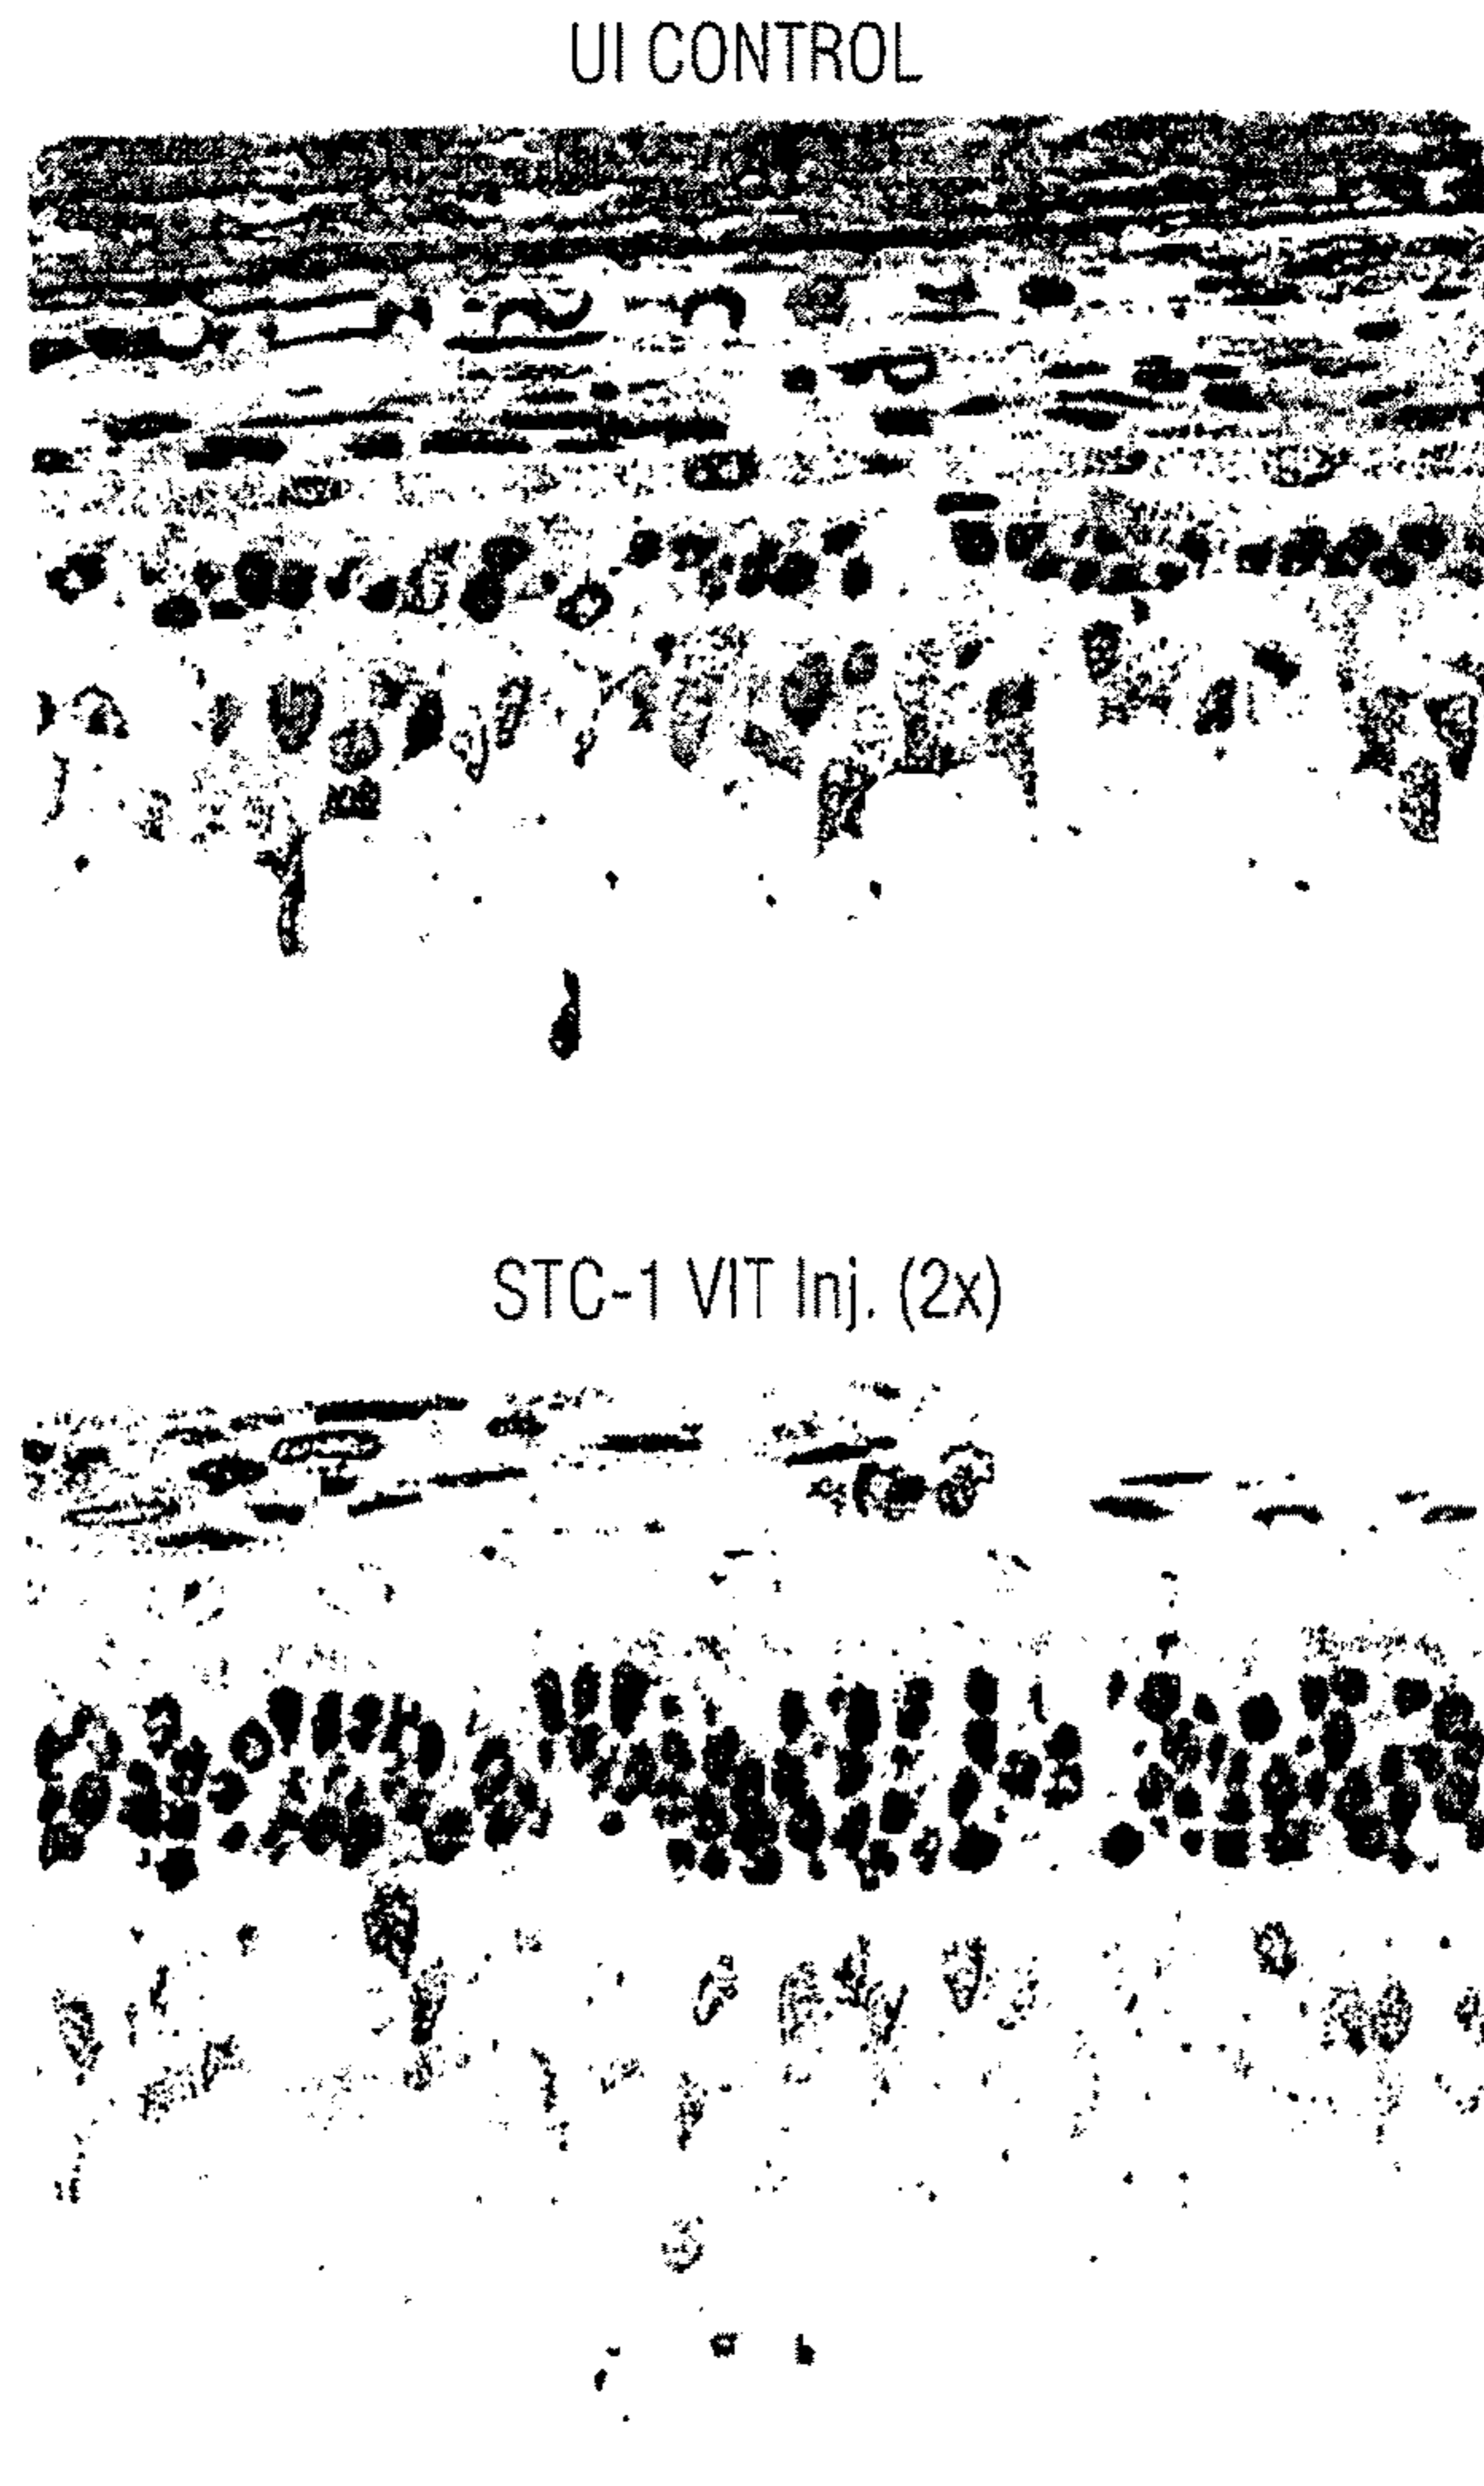 UI CONTROL
STC-1 VIT Inj. (2x)